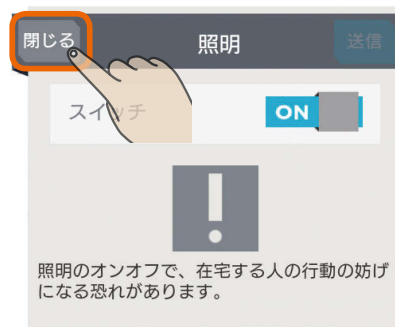 閉じる 照明 送信
スイッチ ON
照明のオンオフで、在宅する人の行動の妨げ
になる恐れがあります。